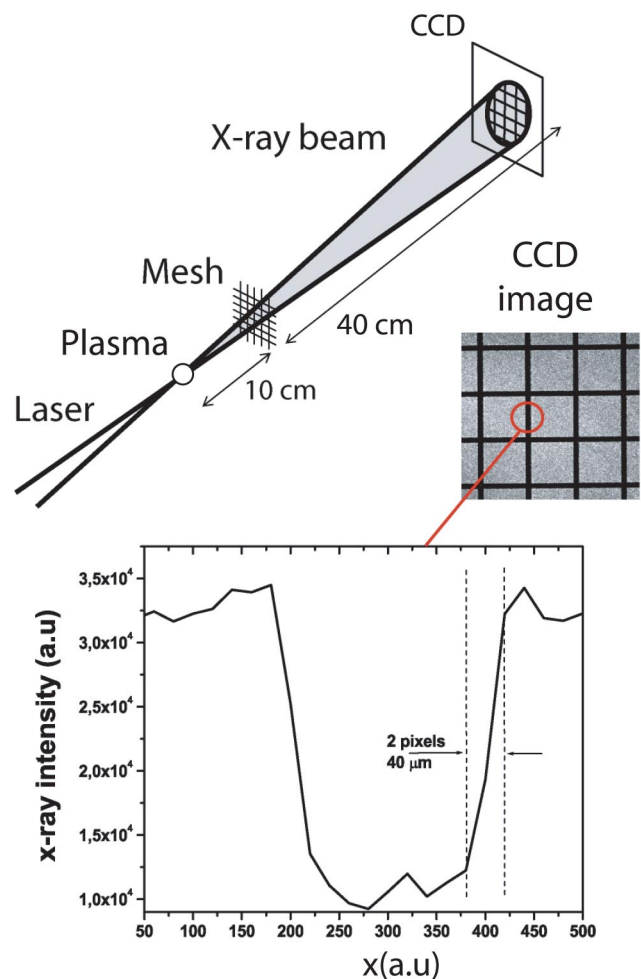 CCD
X-ray beam
Mesh
CCD
image
40 cm
Plasma
10 cm
Laser
3,5x10⁴
3,0x10⁴
2,5x10⁴
2,0x10⁴
1,5x10⁴
1,0x10⁴
x-ray intensity (a.u)
2 pixels
40 μm
50 100 150 200 250 300 350 400 450 500
x(a.u)